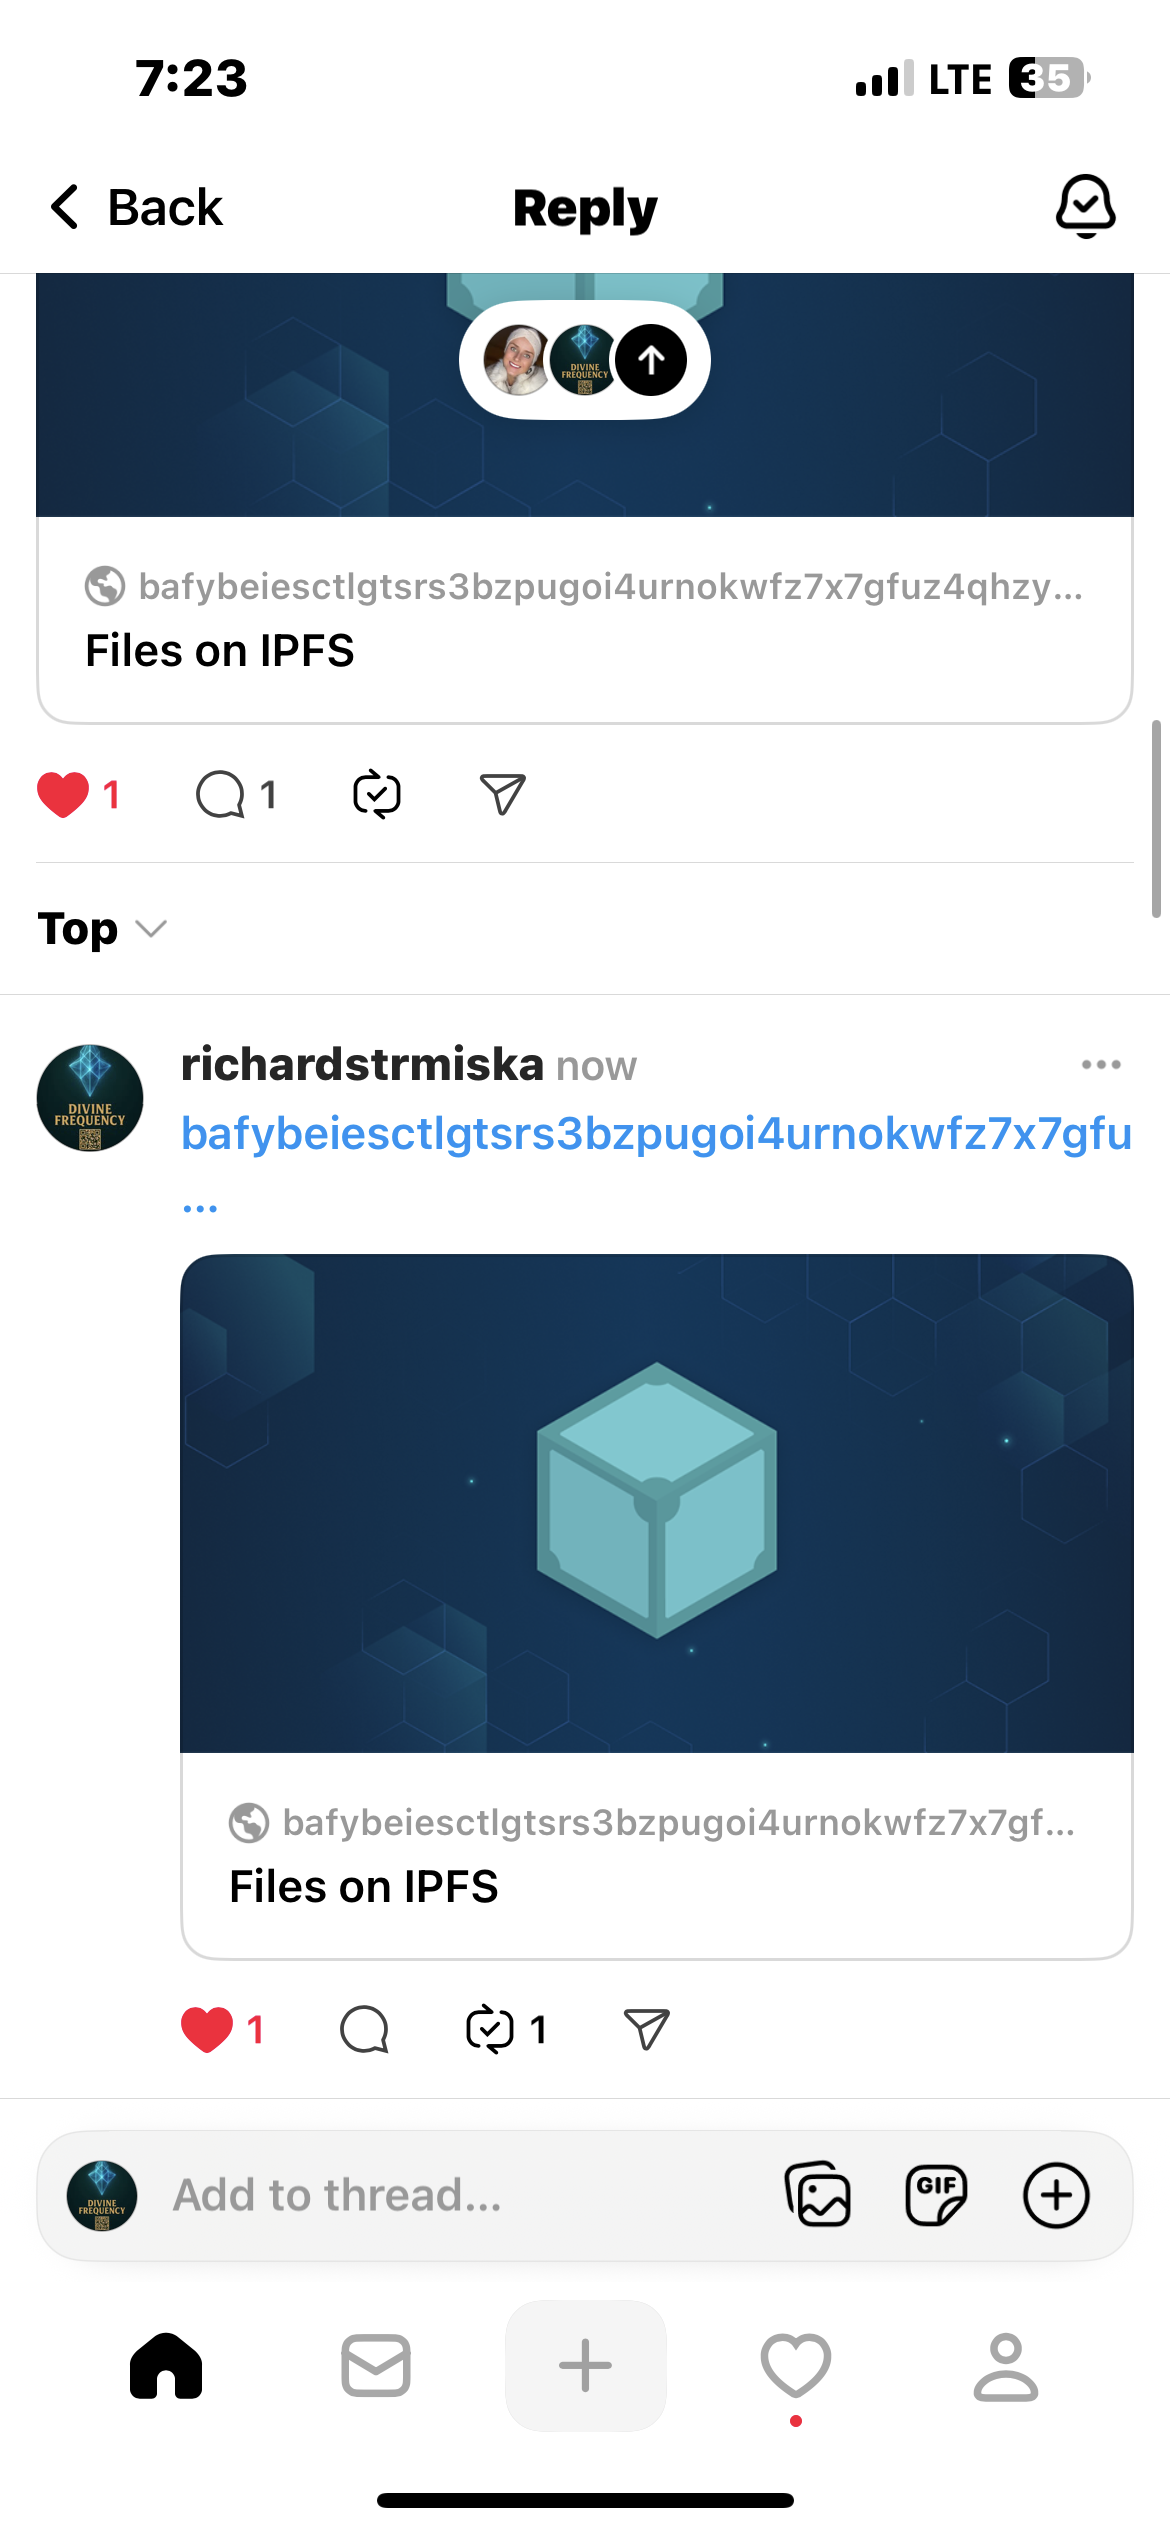 7:23
LTE 35
Back
Reply
DIVINE
FREQUENCY
bafybeiesctlgtsrs3bzpugoi4urnokwfz7x7gfuz4qhzy...
Files on IPFS
1
1
Top
richardstrmiska now
DIVINE
FREQUENCY
bafybeiesctlgtsrs3bzpugoi4urnokwfz7x7gfu
...
bafybeiesctlgtsrs3bzpugoi4urnokwfz7x7gf...
Files on IPFS
1
1
DIVINE
FREQUENCY
Add to thread...
GIF